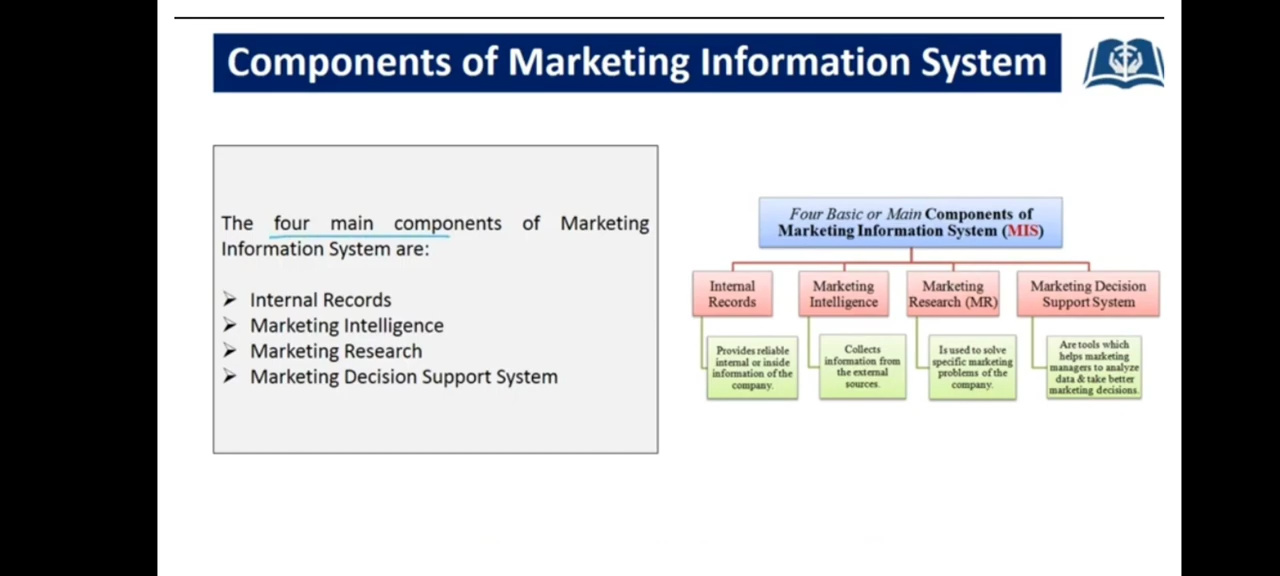 Components of Marketing Information System
The four main components of Marketing
Information System are:
➢ Internal Records
➢ Marketing Intelligence
➢ Marketing Research
➢ Marketing Decision Support System
Four Basic or Main Components of
Marketing Information System (MIS)
Internal
Records
Marketing
Intelligence
Marketing
Research (MR)
Marketing Decision
Support System
Provides reliable
internal or inside
information of the
company.
Collects
information from
the external
sources.
Is used to solve
specific marketing
problems of the
company.
Are tools which
helps marketing
managers to analyze
data & take better
marketing decisions.